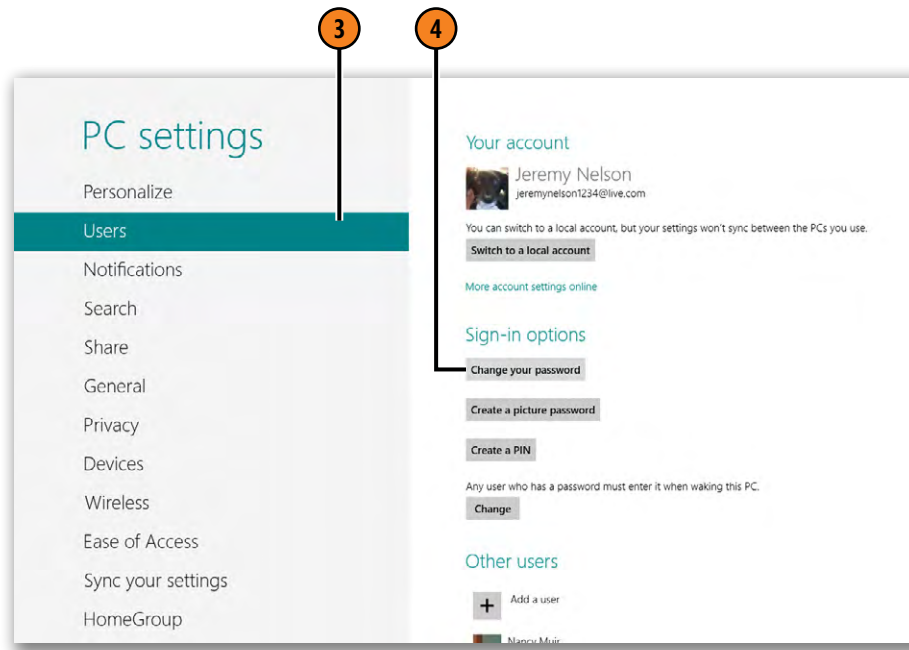 3
4
PC settings
Personalize
Users
Notifications
Search
Share
General
Privacy
Devices
Wireless
Ease of Access
Sync your settings
HomeGroup
Your account
Jeremy Nelson
jeremynelson1234@live.com
You can switch to a local account, but your settings won't sync between the PCs you use.
Switch to a local account
More account settings online
Sign-in options
Change your password
Create a picture password
Create a PIN
Any user who has a password must enter it when waking this PC.
Change
Other users
+ Add a user
Nancy Muir